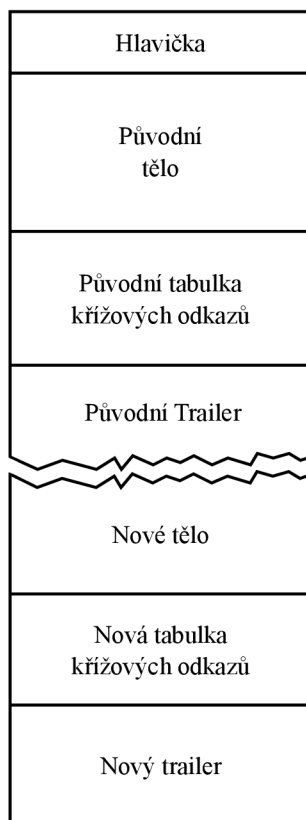 Hlavička
Původní
tělo
Původní tabulka
křížových odkazů
Původní Trailer
Nové tělo
Nová tabulka
křížových odkazů
Nový trailer